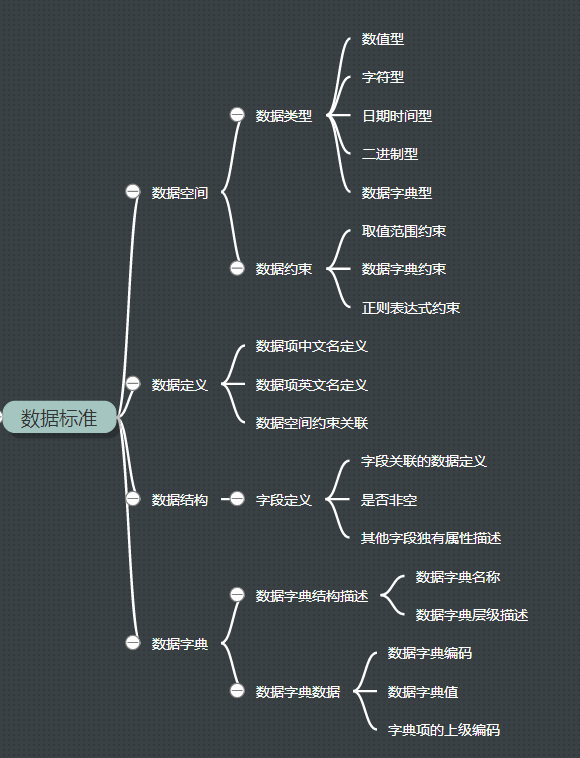 数据标准
数据空间
数据类型
数值型
字符型
日期时间型
二进制型
数据字典型
数据约束
取值范围约束
数据字典约束
正则表达式约束
数据定义
数据项中文名定义
数据项英文名定义
数据空间约束关联
数据结构
字段定义
字段关联的数据定义
是否非空
其他字段独有属性描述
数据字典
数据字典结构描述
数据字典名称
数据字典层级描述
数据字典数据
数据字典编码
数据字典值
字典项的上级编码